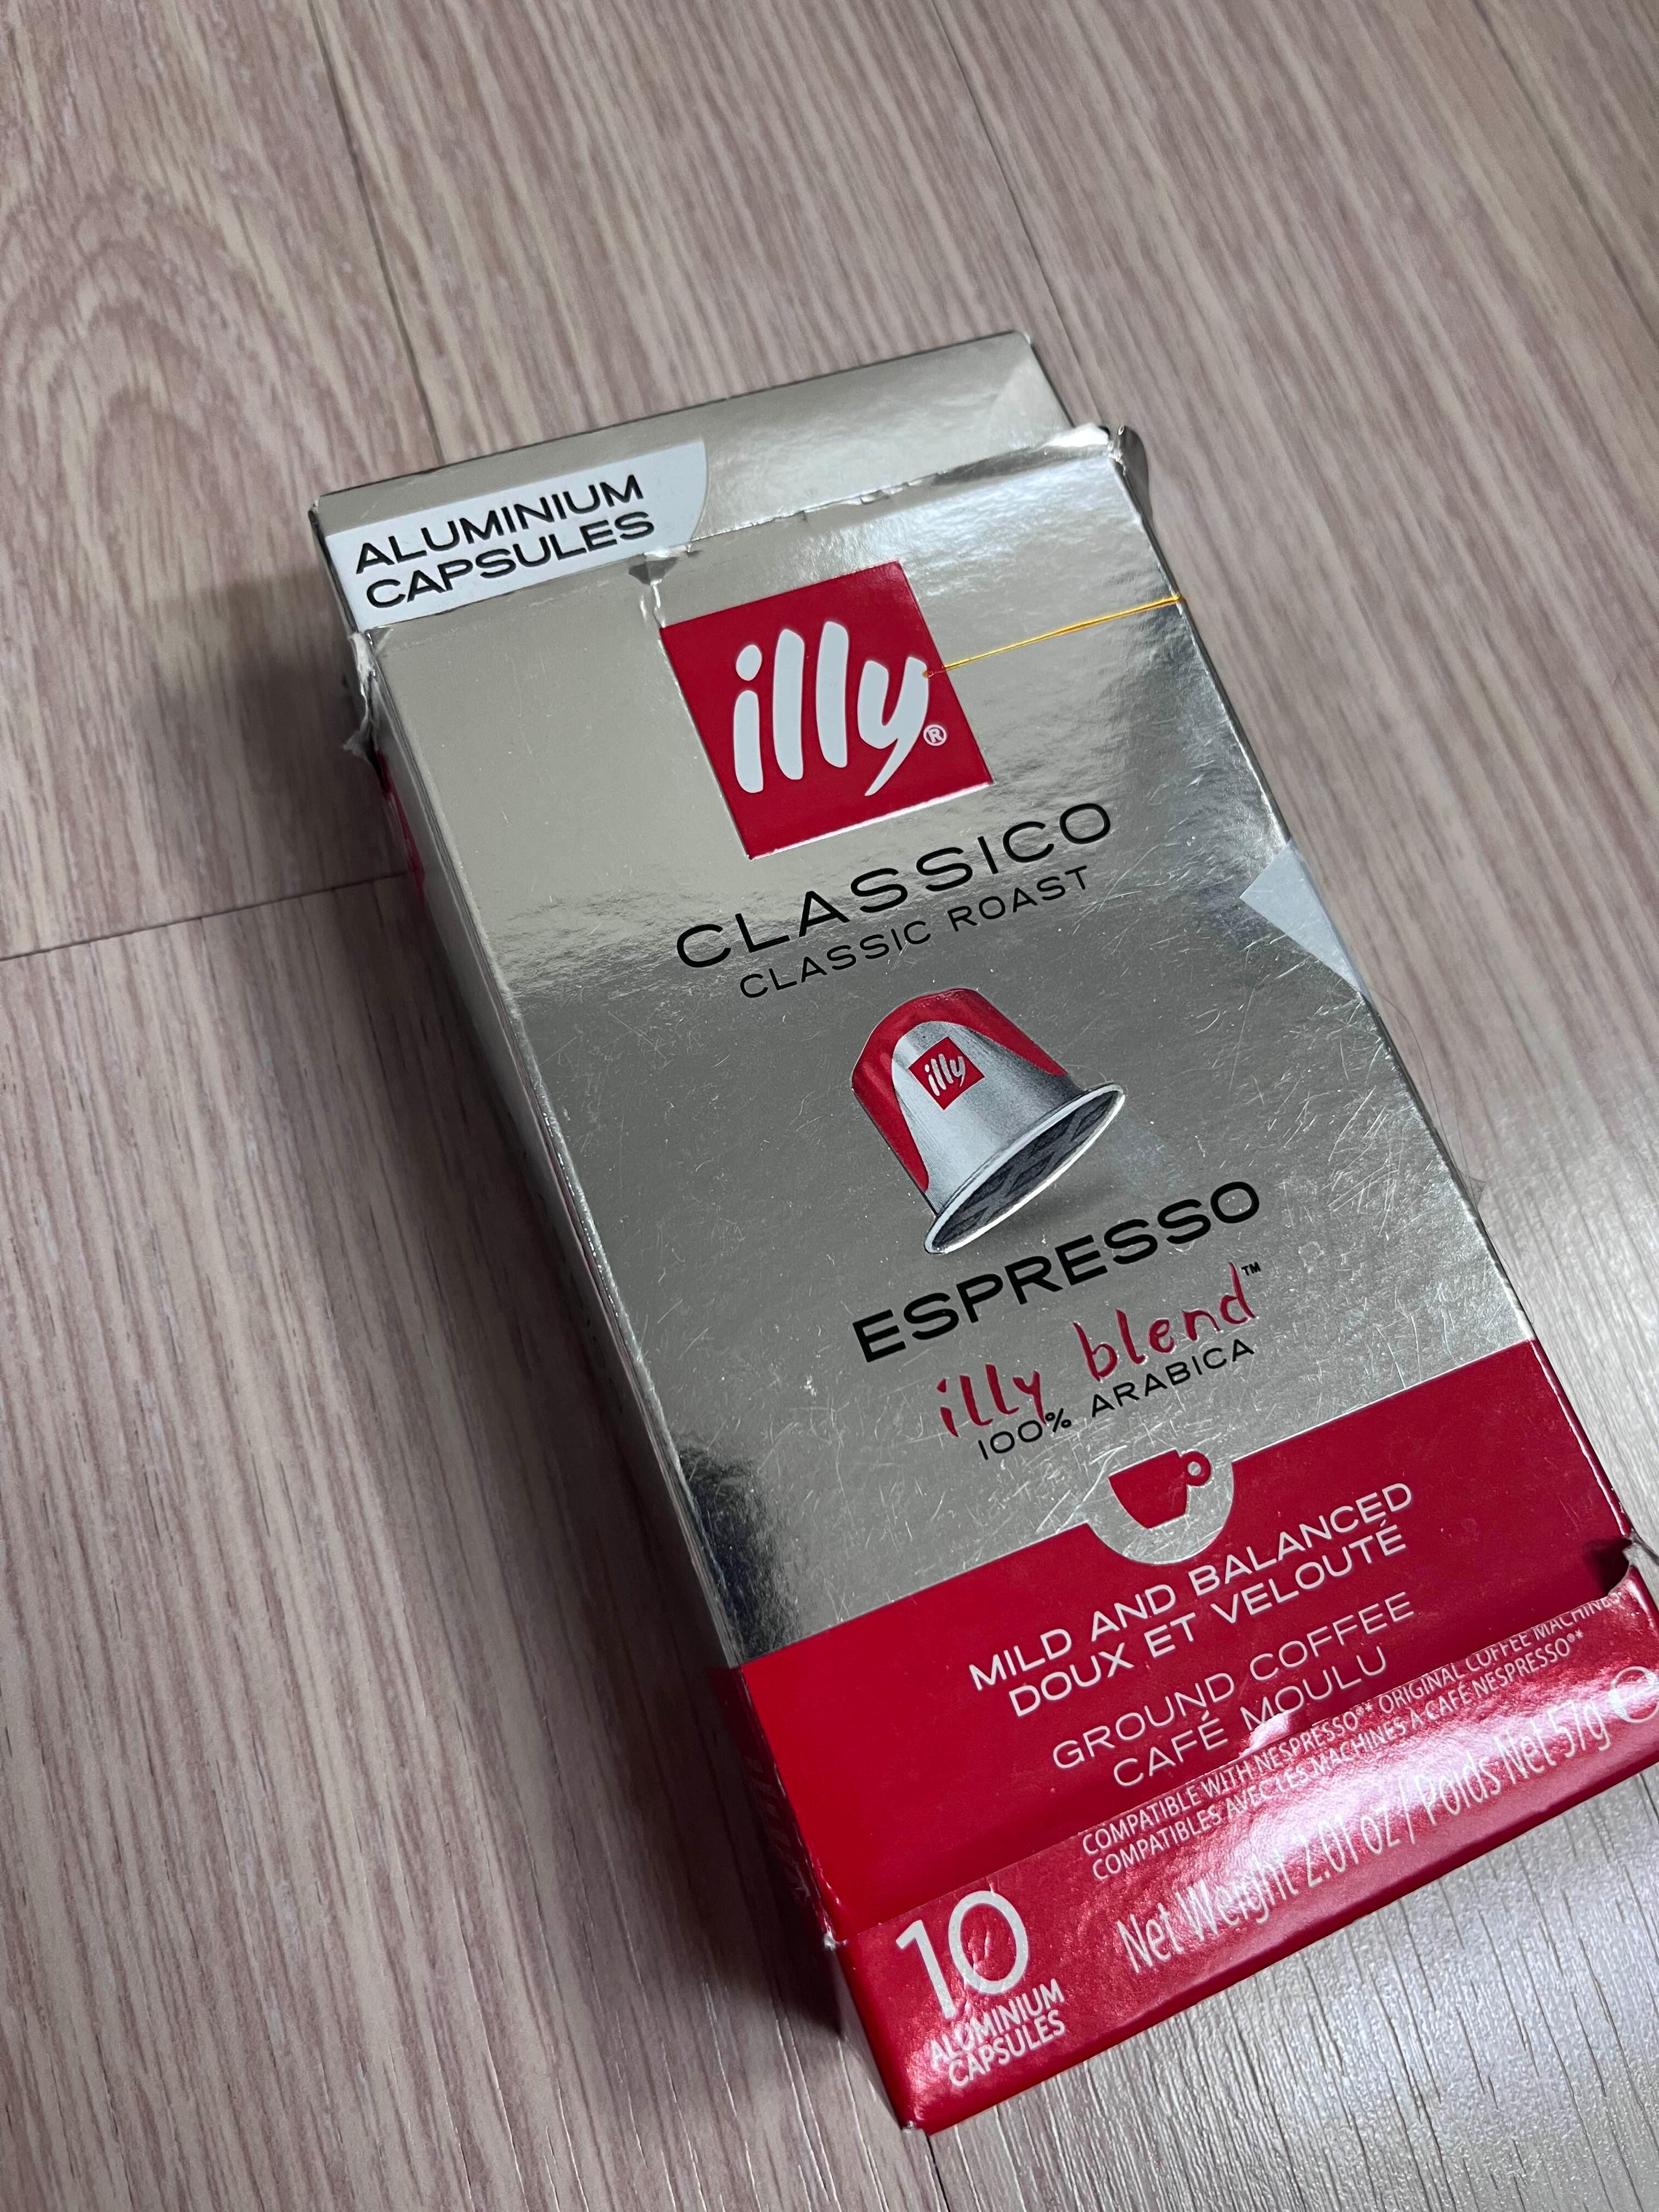 ALUMINIUM
CAPSULES
illy®
CLASSICO
CLASSIC ROAST
illy
ESPRESSO
illy blend™
100% ARABICA
MILD AND BALANCED
DOUX ET VELOUTÉ
GROUND COFFEE
CAFÉ MOULU
COMPATIBLE WITH NESPRESSO®* ORIGINAL COFFEE MACHINES
COMPATIBLES AVEC LES MACHINES À CAFÉ NESPRESSO®*
Net Weight 2.01 oz / Poids Net 57g ℮
10
ALUMINIUM
CAPSULES